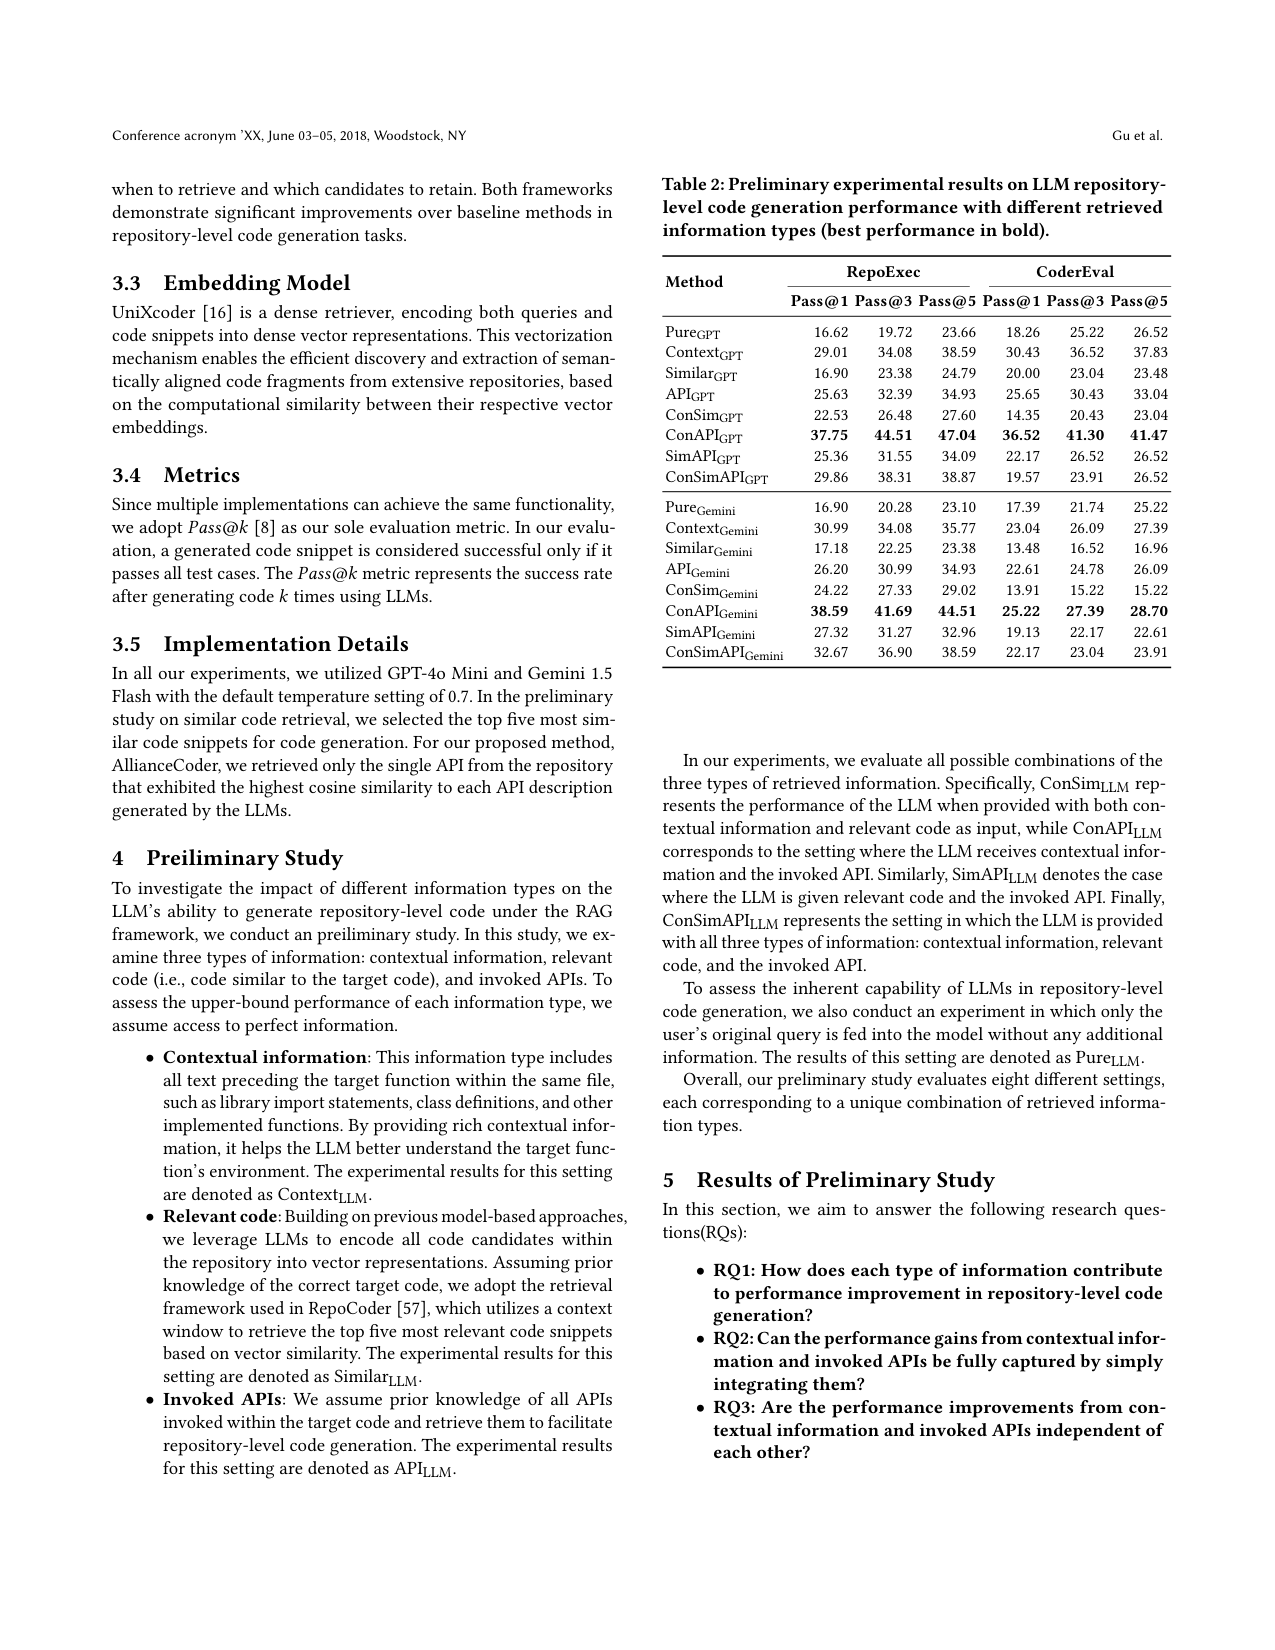 Conference acronym ’XX, June 03–05, 2018, Woodstock, NY
Gu et al.
when to retrieve and which candidates to retain. Both frameworks
demonstrate significant improvements over baseline methods in
repository-level code generation tasks.
3.3 Embedding Model
UniXcoder [16] is a dense retriever, encoding both queries and
code snippets into dense vector representations. This vectorization
mechanism enables the efficient discovery and extraction of seman-
tically aligned code fragments from extensive repositories, based
on the computational similarity between their respective vector
embeddings.
3.4 Metrics
Since multiple implementations can achieve the same functionality,
we adopt Pass@k [8] as our sole evaluation metric. In our evalu-
ation, a generated code snippet is considered successful only if it
passes all test cases. The Pass@k metric represents the success rate
after generating code k times using LLMs.
3.5 Implementation Details
In all our experiments, we utilized GPT-4o Mini and Gemini 1.5
Flash with the default temperature setting of 0.7. In the preliminary
study on similar code retrieval, we selected the top five most sim-
ilar code snippets for code generation. For our proposed method,
AllianceCoder, we retrieved only the single API from the repository
that exhibited the highest cosine similarity to each API description
generated by the LLMs.
4 Preiliminary Study
To investigate the impact of different information types on the
LLM’s ability to generate repository-level code under the RAG
framework, we conduct an preiliminary study. In this study, we ex-
amine three types of information: contextual information, relevant
code (i.e., code similar to the target code), and invoked APIs. To
assess the upper-bound performance of each information type, we
assume access to perfect information.
• Contextual information: This information type includes
all text preceding the target function within the same file,
such as library import statements, class definitions, and other
implemented functions. By providing rich contextual infor-
mation, it helps the LLM better understand the target func-
tion’s environment. The experimental results for this setting
are denoted as ContextLLM.
• Relevant code: Building on previous model-based approaches,
we leverage LLMs to encode all code candidates within
the repository into vector representations. Assuming prior
knowledge of the correct target code, we adopt the retrieval
framework used in RepoCoder [57], which utilizes a context
window to retrieve the top five most relevant code snippets
based on vector similarity. The experimental results for this
setting are denoted as SimilarLLM.
• Invoked APIs: We assume prior knowledge of all APIs
invoked within the target code and retrieve them to facilitate
repository-level code generation. The experimental results
for this setting are denoted as APILLM.
Table 2: Preliminary experimental results on LLM repository-
level code generation performance with different retrieved
information types (best performance in bold).
Method RepoExec CoderEval
Pass@1 Pass@3 Pass@5 Pass@1 Pass@3 Pass@5
PureGPT 16.62 19.72 23.66 18.26 25.22 26.52
ContextGPT 29.01 34.08 38.59 30.43 36.52 37.83
SimilarGPT 16.90 23.38 24.79 20.00 23.04 23.48
APIGPT 25.63 32.39 34.93 25.65 30.43 33.04
ConSimGPT 22.53 26.48 27.60 14.35 20.43 23.04
ConAPIGPT 37.75 44.51 47.04 36.52 41.30 41.47
SimAPIGPT 25.36 31.55 34.09 22.17 26.52 26.52
ConSimAPIGPT 29.86 38.31 38.87 19.57 23.91 26.52
PureGemini 16.90 20.28 23.10 17.39 21.74 25.22
ContextGemini 30.99 34.08 35.77 23.04 26.09 27.39
SimilarGemini 17.18 22.25 23.38 13.48 16.52 16.96
APIGemini 26.20 30.99 34.93 22.61 24.78 26.09
ConSimGemini 24.22 27.33 29.02 13.91 15.22 15.22
ConAPIGemini 38.59 41.69 44.51 25.22 27.39 28.70
SimAPIGemini 27.32 31.27 32.96 19.13 22.17 22.61
ConSimAPIGemini 32.67 36.90 38.59 22.17 23.04 23.91
In our experiments, we evaluate all possible combinations of the
three types of retrieved information. Specifically, ConSimLLM rep-
resents the performance of the LLM when provided with both con-
textual information and relevant code as input, while ConAPILLM
corresponds to the setting where the LLM receives contextual infor-
mation and the invoked API. Similarly, SimAPILLM denotes the case
where the LLM is given relevant code and the invoked API. Finally,
ConSimAPILLM represents the setting in which the LLM is provided
with all three types of information: contextual information, relevant
code, and the invoked API.
To assess the inherent capability of LLMs in repository-level
code generation, we also conduct an experiment in which only the
user’s original query is fed into the model without any additional
information. The results of this setting are denoted as PureLLM.
Overall, our preliminary study evaluates eight different settings,
each corresponding to a unique combination of retrieved informa-
tion types.
5 Results of Preliminary Study
In this section, we aim to answer the following research ques-
tions(RQs):
• RQ1: How does each type of information contribute
to performance improvement in repository-level code
generation?
• RQ2: Can the performance gains from contextual infor-
mation and invoked APIs be fully captured by simply
integrating them?
• RQ3: Are the performance improvements from con-
textual information and invoked APIs independent of
each other?